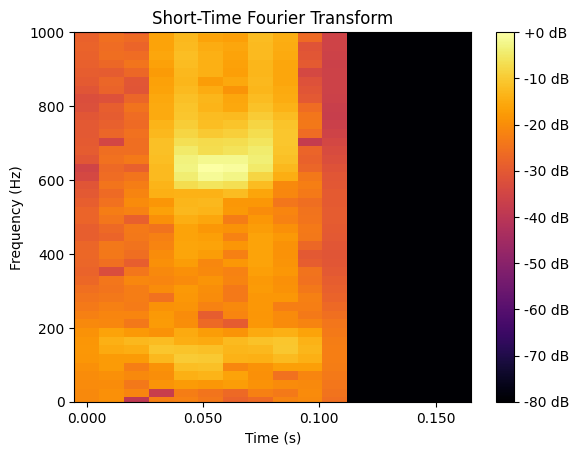 Short-Time Fourier Transform
1000
800
600
400
200
0
Frequency (Hz)
0.000
0.050
0.100
0.150
Time (s)
+0 dB
-10 dB
-20 dB
-30 dB
-40 dB
-50 dB
-60 dB
-70 dB
-80 dB